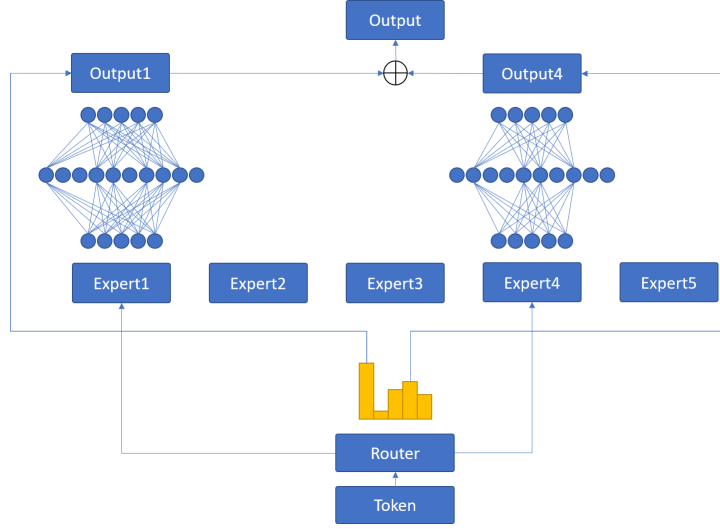 Output
Output1
Output4
Expert1
Expert2
Expert3
Expert4
Expert5
Router
Token